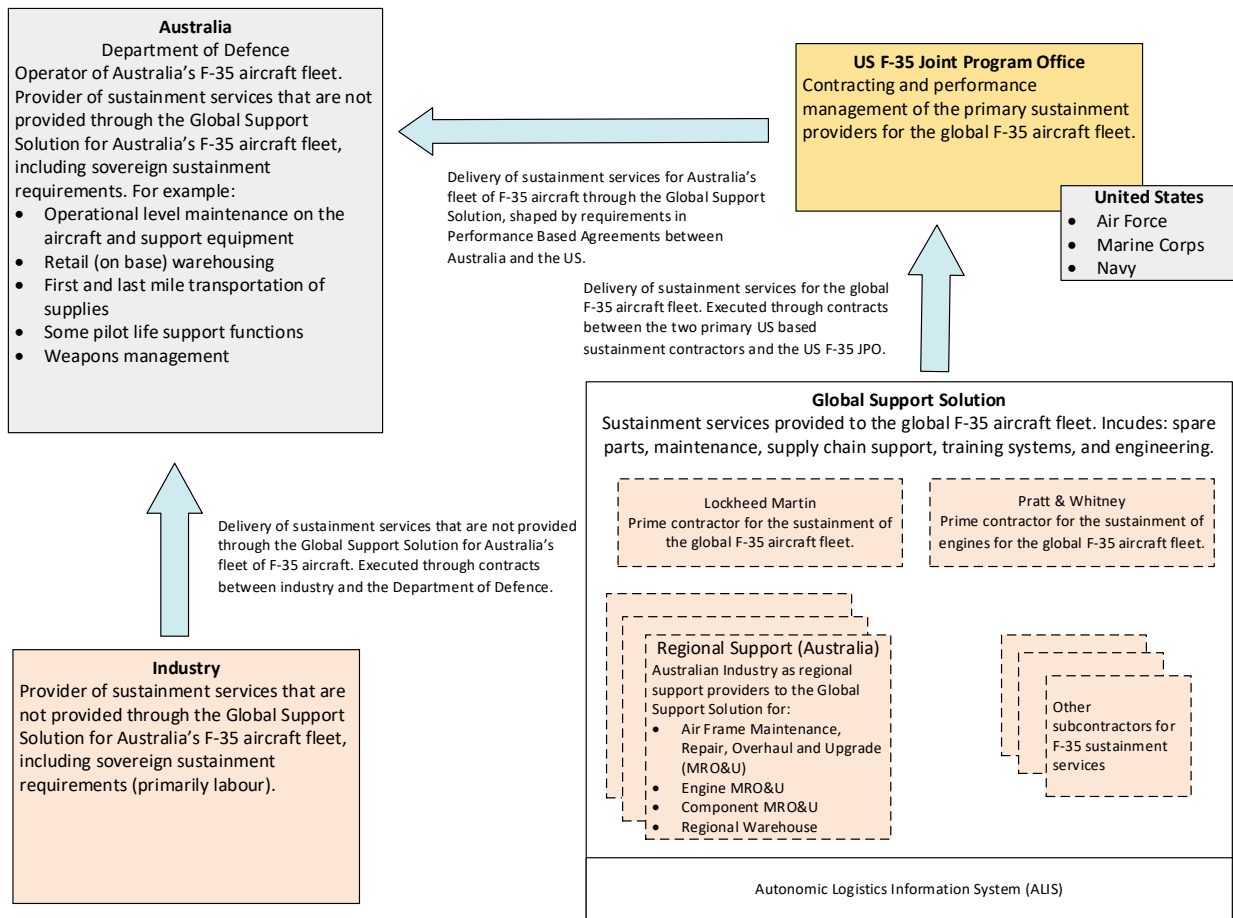 Australia
Department of Defence
Operator of Australia's F-35 aircraft fleet.
Provider of sustainment services that are not
provided through the Global Support
Solution for Australia's F-35 aircraft fleet,
including sovereign sustainment
requirements. For example:
• Operational level maintenance on the
aircraft and support equipment
• Retail (on base) warehousing
• First and last mile transportation of
supplies
• Some pilot life support functions
• Weapons management
US F-35 Joint Program Office
Contracting and performance
management of the primary sustainment
providers for the global F-35 aircraft fleet.
United States
• Air Force
• Marine Corps
• Navy
Delivery of sustainment services for Australia's
fleet of F-35 aircraft through the Global Support
Solution, shaped by requirements in
Performance Based Agreements between
Australia and the US.
Delivery of sustainment services for the global
F-35 aircraft fleet. Executed through contracts
between the two primary US based
sustainment contractors and the US F-35 JPO.
Delivery of sustainment services that are not provided
through the Global Support Solution for Australia's
fleet of F-35 aircraft. Executed through contracts
between industry and the Department of Defence.
Industry
Provider of sustainment services that are
not provided through the Global Support
Solution for Australia's F-35 aircraft fleet,
including sovereign sustainment
requirements (primarily labour).
Global Support Solution
Sustainment services provided to the global F-35 aircraft fleet. Incudes: spare
parts, maintenance, supply chain support, training systems, and engineering.
Lockheed Martin
Prime contractor for the sustainment of
the global F-35 aircraft fleet.
Pratt & Whitney
Prime contractor for the sustainment of
engines for the global F-35 aircraft fleet.
Regional Support (Australia)
Australian Industry as regional
support providers to the Global
Support Solution for:
• Air Frame Maintenance,
Repair, Overhaul and Upgrade
(MRO&U)
• Engine MRO&U
• Component MRO&U
• Regional Warehouse
Other
subcontractors for
F-35 sustainment
services
Autonomic Logistics Information System (ALIS)